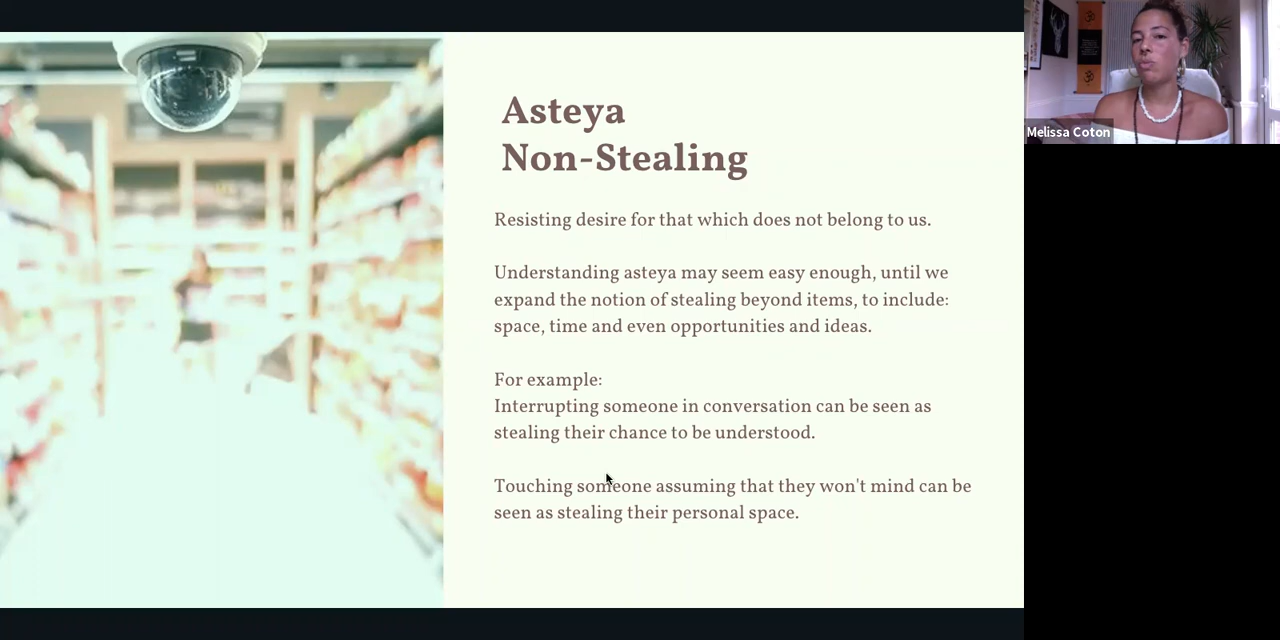 Asteya
Non-Stealing
Resisting desire for that which does not belong to us.
Understanding asteya may seem easy enough, until we
expand the notion of stealing beyond items, to include:
space, time and even opportunities and ideas.
For example:
Interrupting someone in conversation can be seen as
stealing their chance to be understood.
Touching someone assuming that they won't mind can be
seen as stealing their personal space.
Melissa Coton